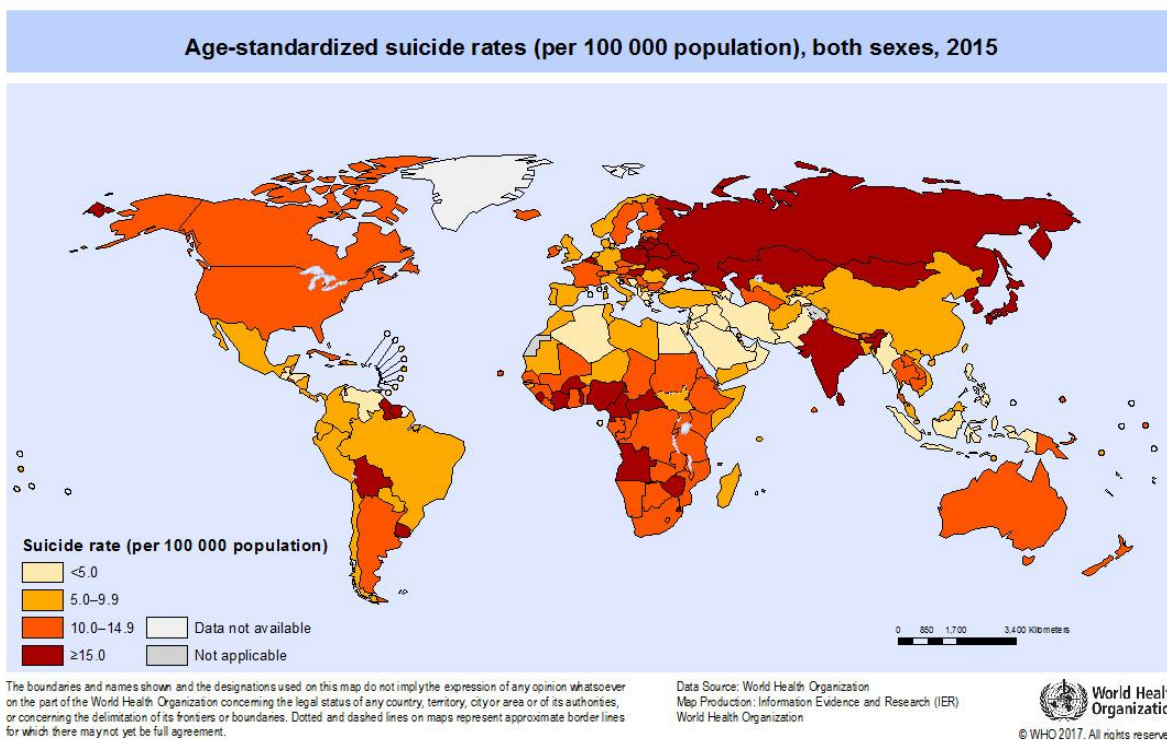 Age-standardized suicide rates (per 100 000 population), both sexes, 2015
Suicide rate (per 100 000 population)
<5.0
5.0–9.9
10.0–14.9
≥15.0
Data not available
Not applicable
0 850 1,700 3,400 Kilometers
The boundaries and names shown and the designations used on this map do not imply the expression of any opinion whatsoever
on the part of the World Health Organization concerning the legal status of any country, territory, city or area or of its authorities,
or concerning the delimitation of its frontiers or boundaries. Dotted and dashed lines on maps represent approximate border lines
for which there may not yet be full agreement.
Data Source: World Health Organization
Map Production: Information Evidence and Research (IER)
World Health Organization
World Healt
Organizatio
© WHO 2017. All rights reserve